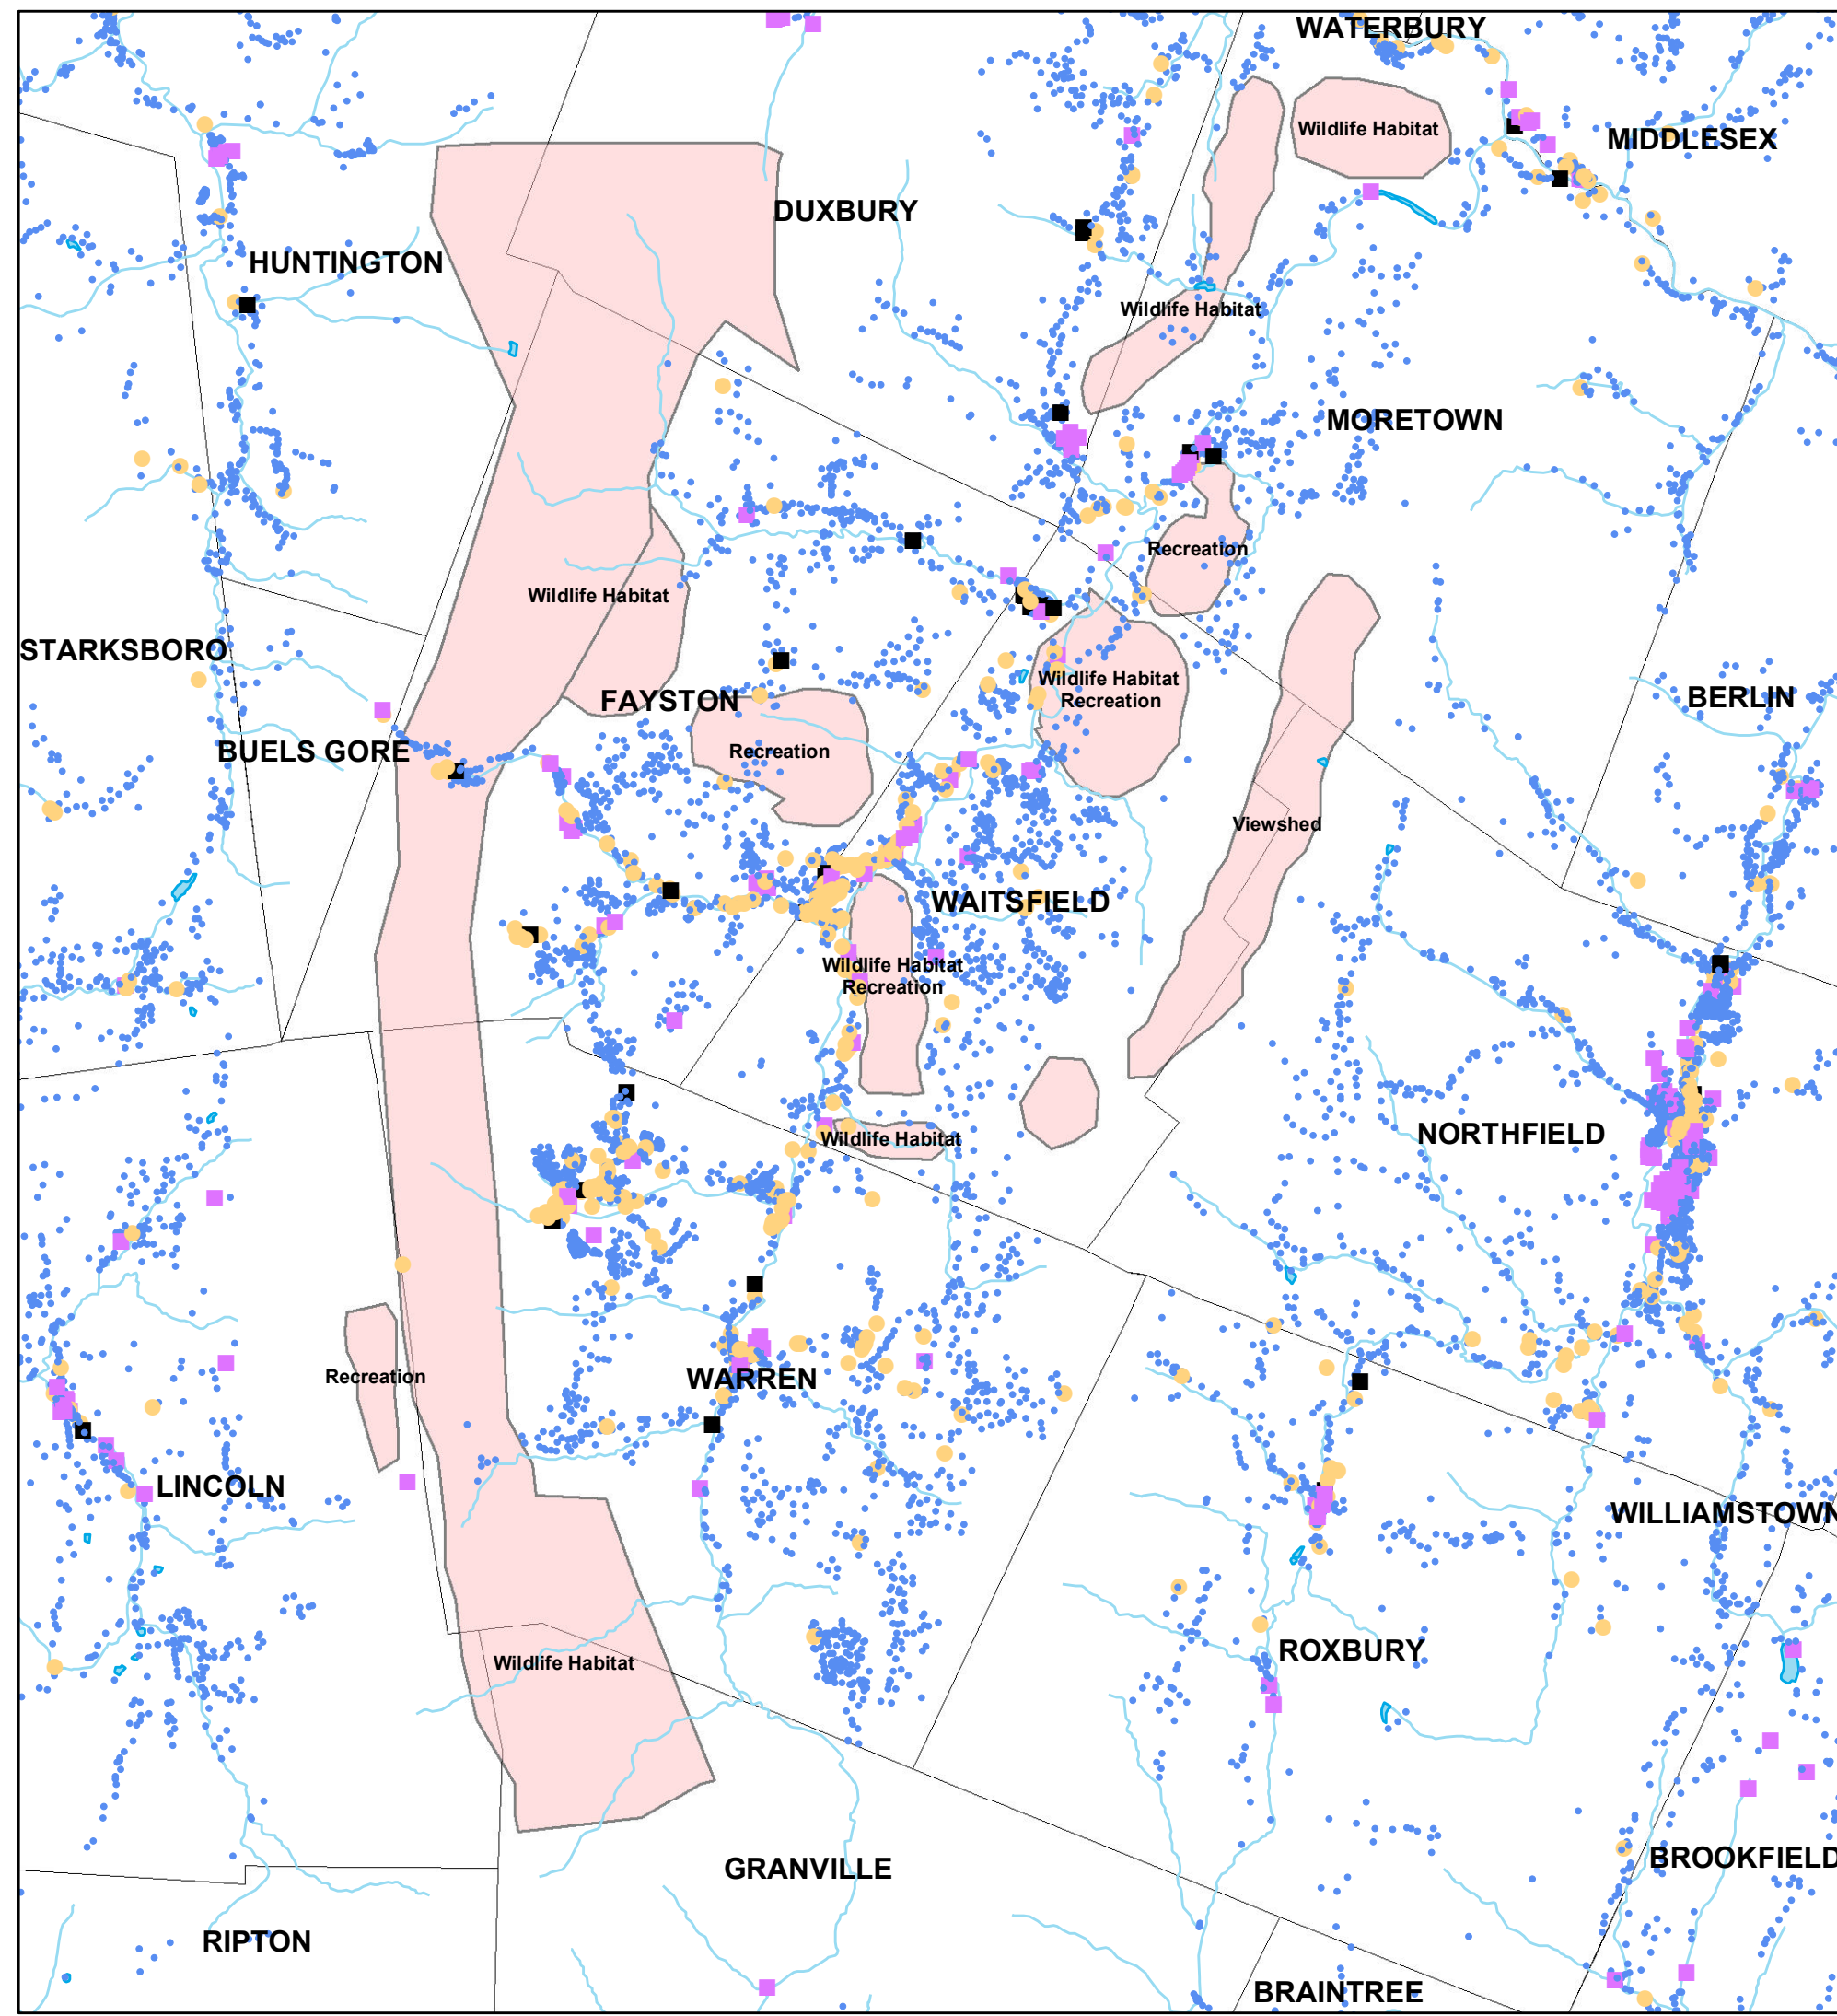 WATERBURY
Wildlife Habitat
MIDDLESEX
DUXBURY
HUNTINGTON
Wildlife Habitat
MORETOWN
Recreation
Wildlife Habitat
STARKSBORO
Wildlife Habitat
Recreation
FAYSTON
BERLIN
BUELS GORE
Recreation
Viewshed
WAITSFIELD
Wildlife Habitat
Recreation
NORTHFIELD
Wildlife Habitat
Recreation
WARREN
LINCOLN
WILLIAMSTOWN
ROXBURY
Wildlife Habitat
GRANVILLE
BROOKFIELD
RIPTON
BRAINTREE